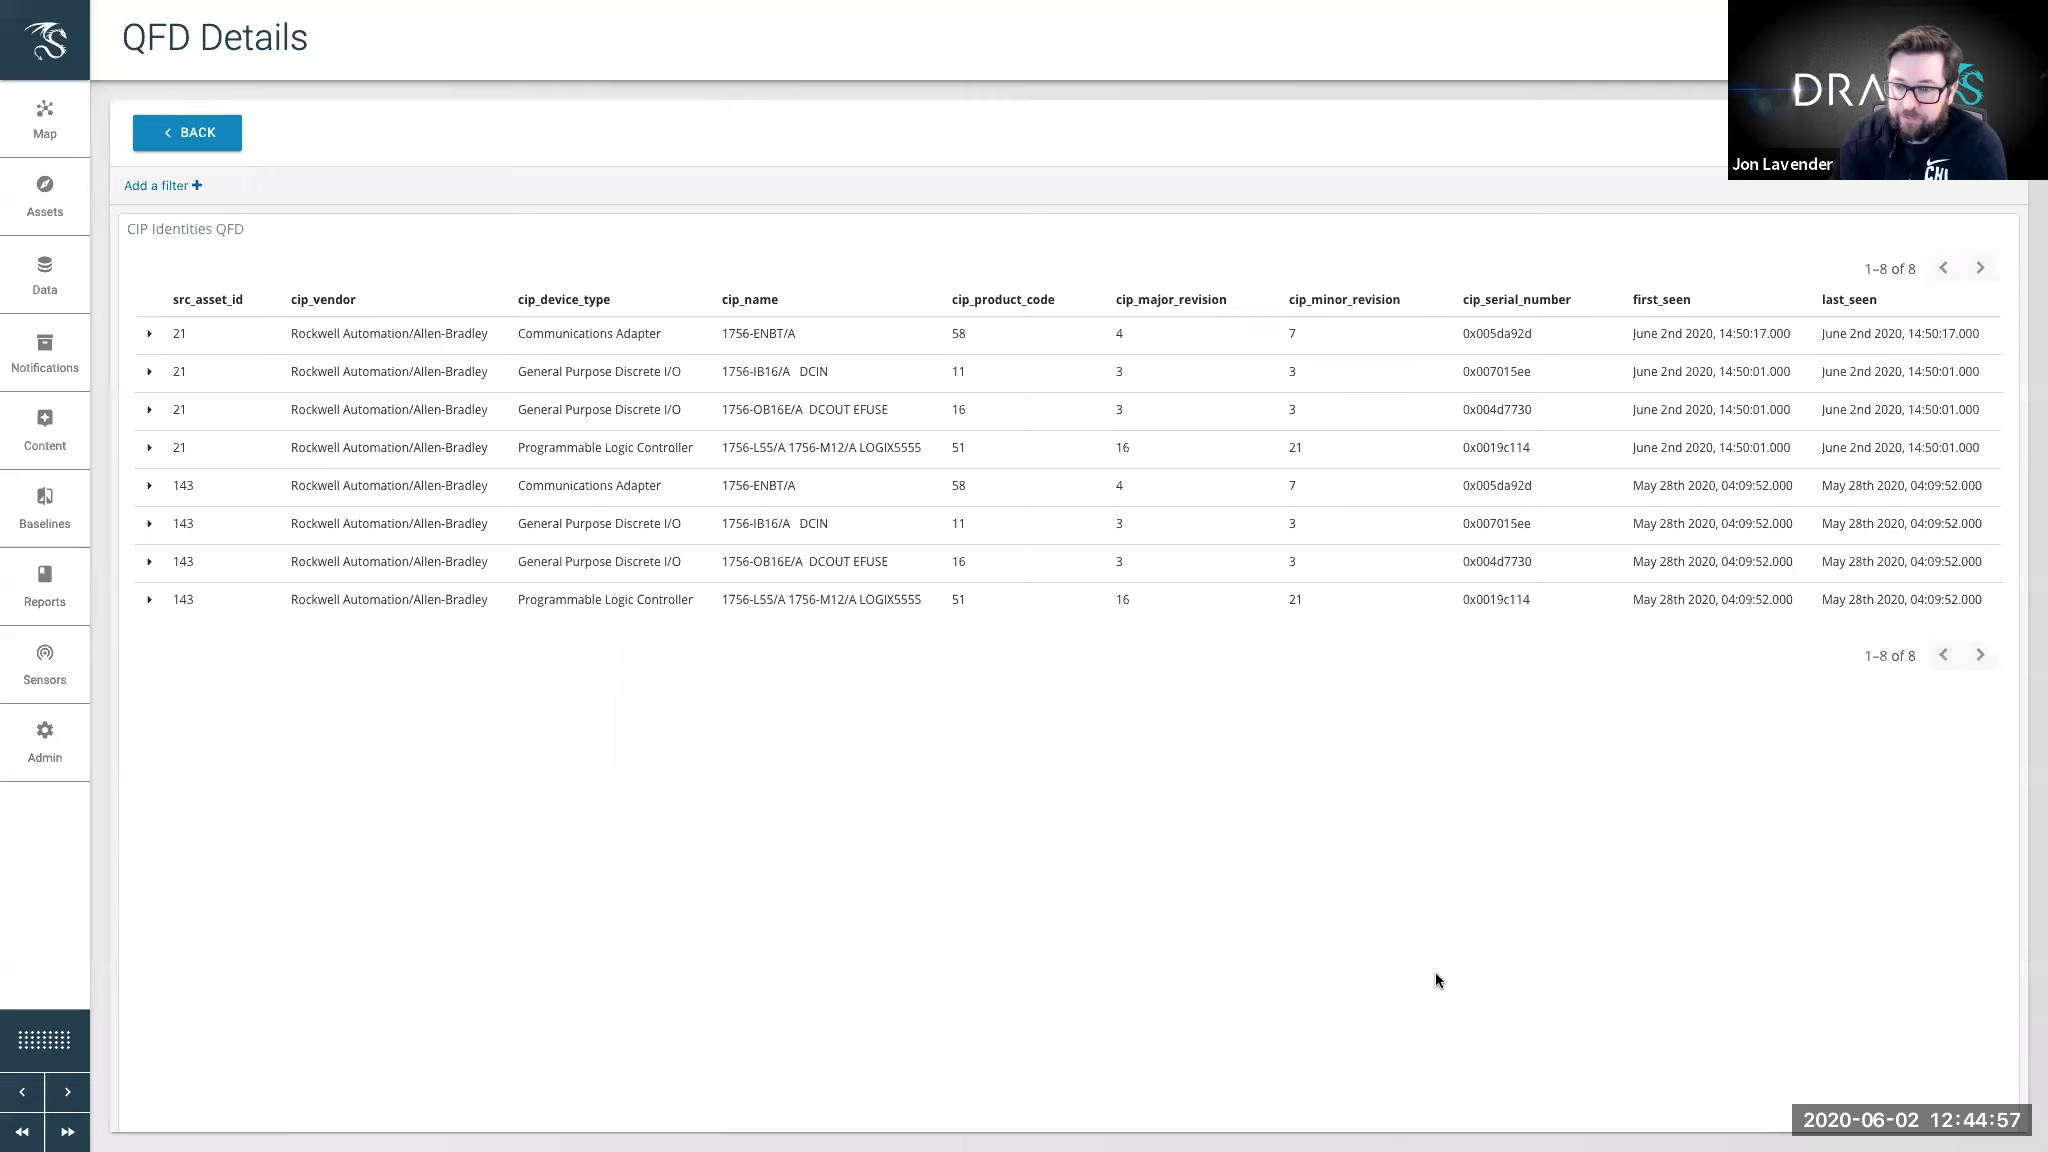 QFD Details
DRA S
Jon Lavender
CHI
Map
Assets
Data
Notifications
Content
Baselines
Reports
Sensors
Admin
BACK
Add a filter +
CIP Identities QFD
1–8 of 8
src_asset_id cip_vendor cip_device_type cip_name cip_product_code cip_major_revision cip_minor_revision cip_serial_number first_seen last_seen
21 Rockwell Automation/Allen-Bradley Communications Adapter 1756-ENBT/A 58 4 7 0x005da92d June 2nd 2020, 14:50:17.000 June 2nd 2020, 14:50:17.000
21 Rockwell Automation/Allen-Bradley General Purpose Discrete I/O 1756-IB16/A DCIN 11 3 3 0x007015ee June 2nd 2020, 14:50:01.000 June 2nd 2020, 14:50:01.000
21 Rockwell Automation/Allen-Bradley General Purpose Discrete I/O 1756-OB16E/A DCOUT EFUSE 16 3 3 0x004d7730 June 2nd 2020, 14:50:01.000 June 2nd 2020, 14:50:01.000
21 Rockwell Automation/Allen-Bradley Programmable Logic Controller 1756-L55/A 1756-M12/A LOGIX5555 51 16 21 0x0019c114 June 2nd 2020, 14:50:01.000 June 2nd 2020, 14:50:01.000
143 Rockwell Automation/Allen-Bradley Communications Adapter 1756-ENBT/A 58 4 7 0x005da92d May 28th 2020, 04:09:52.000 May 28th 2020, 04:09:52.000
143 Rockwell Automation/Allen-Bradley General Purpose Discrete I/O 1756-IB16/A DCIN 11 3 3 0x007015ee May 28th 2020, 04:09:52.000 May 28th 2020, 04:09:52.000
143 Rockwell Automation/Allen-Bradley General Purpose Discrete I/O 1756-OB16E/A DCOUT EFUSE 16 3 3 0x004d7730 May 28th 2020, 04:09:52.000 May 28th 2020, 04:09:52.000
143 Rockwell Automation/Allen-Bradley Programmable Logic Controller 1756-L55/A 1756-M12/A LOGIX5555 51 16 21 0x0019c114 May 28th 2020, 04:09:52.000 May 28th 2020, 04:09:52.000
1–8 of 8
2020-06-02 12:44:57